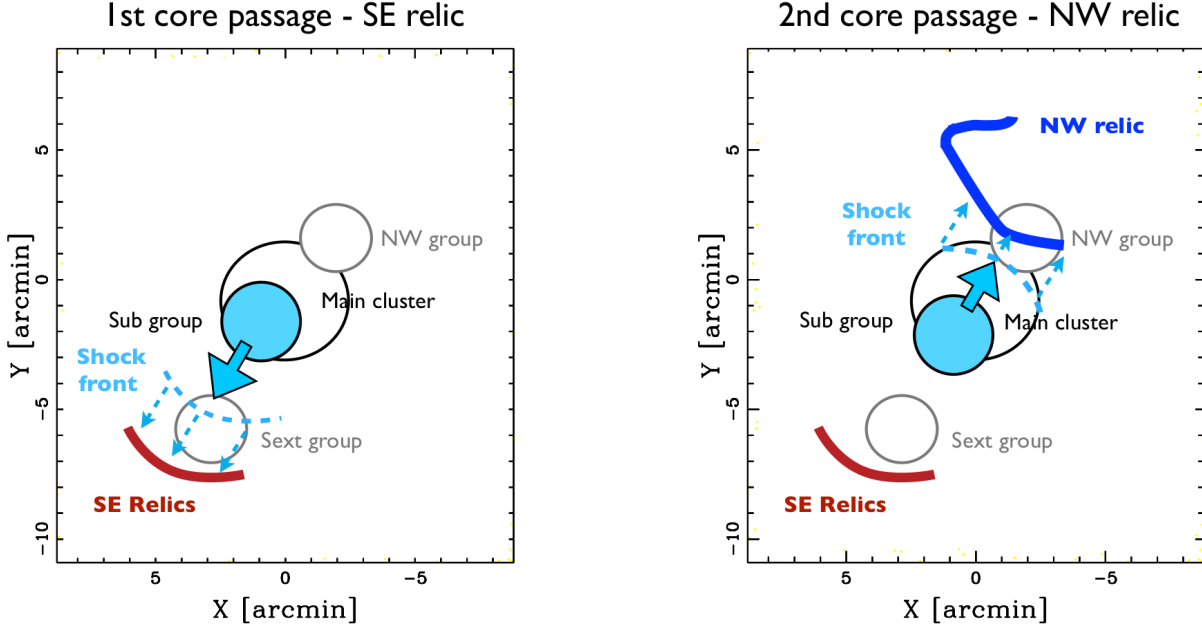 1st core passage - SE relic
5
0
-5
-10
Y [arcmin]
NW group
Main cluster
Sub group
Shock
front
Sext group
SE Relics
5
0
-5
X [arcmin]
2nd core passage - NW relic
5
0
-5
-10
Y [arcmin]
NW relic
Shock
front
NW group
Sub group
Main cluster
Sext group
SE Relics
5
0
-5
X [arcmin]